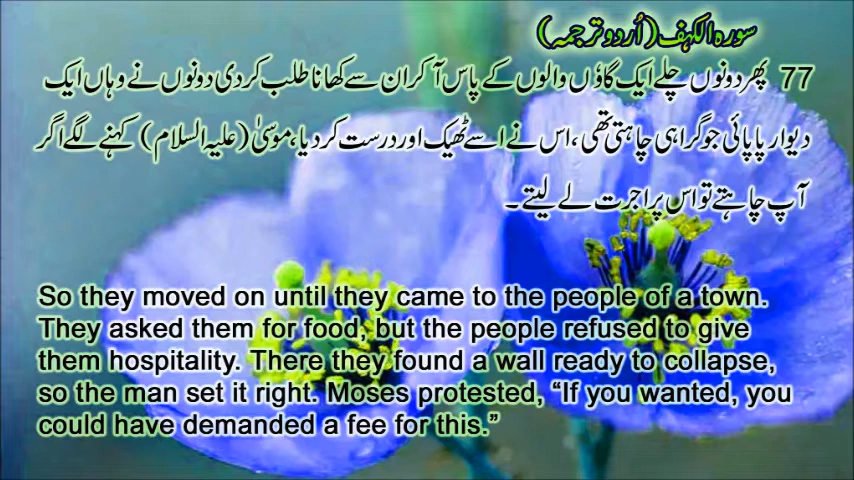 سورہ الکہف (اُردو ترجمہ)
77 پھر دونوں چلے ایک گاؤں والوں کے پاس آ کر ان سے کھانا طلب کر دی دونوں نے وہاں ایک
دیوار پا پائی جو گرا ہی چاہتی تھی، اس نے اسے ٹھیک اور درست کر دیا، موسیٰ (علیہ السلام) کہنے لگے اگر
آپ چاہتے تو اس پر اجرت لے لیتے۔
So they moved on until they came to the people of a town.
They asked them for food, but the people refused to give
them hospitality. There they found a wall ready to collapse,
so the man set it right. Moses protested, “If you wanted, you
could have demanded a fee for this.”